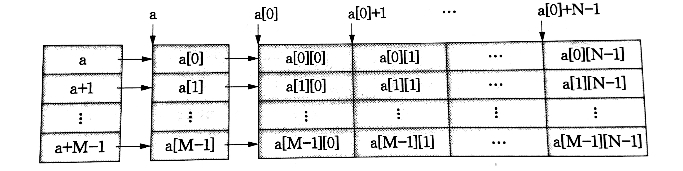 a a[0] a[0]+1 ⋯ a[0]+N−1
a a[0] a[0][0] a[0][1] ⋯ a[0][N−1]
a+1 a[1] a[1][0] a[1][1] a[1][N−1]
⋮ ⋮ ⋮ ⋮ ⋮
a+M−1 a[M−1] a[M−1][0] a[M−1][1] ⋯ a[M−1][N−1]